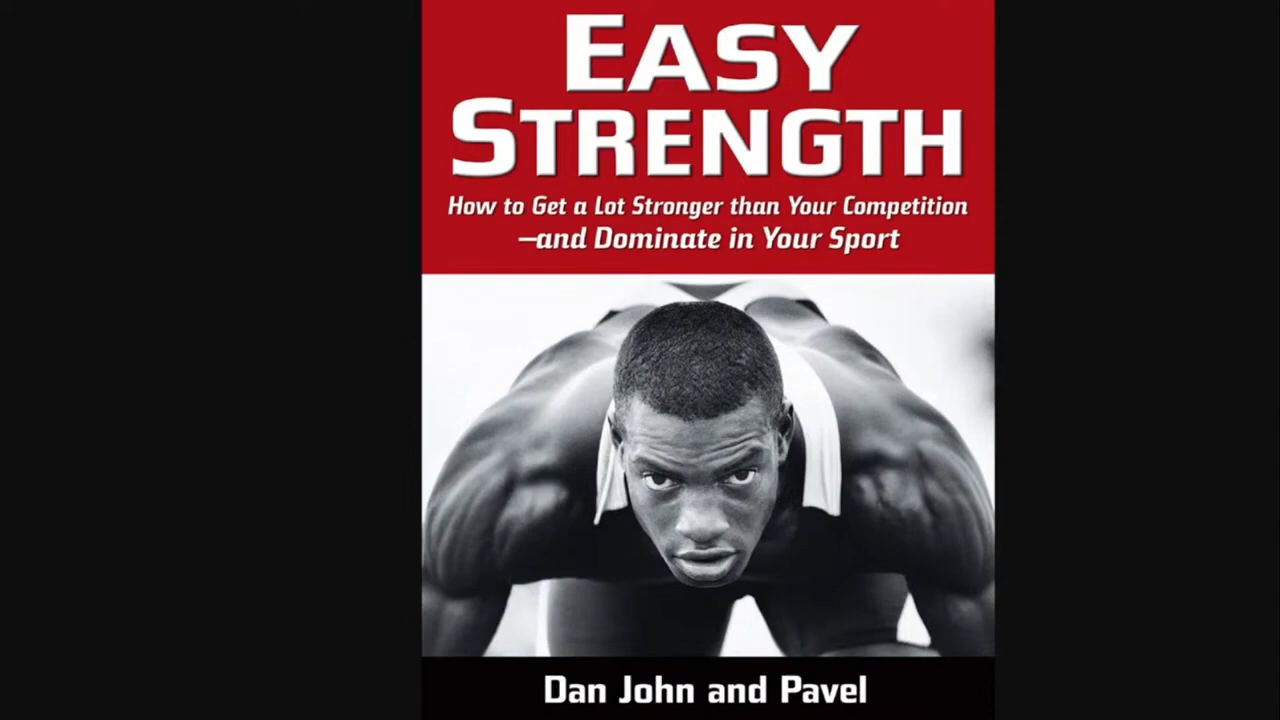 EASY
STRENGTH
How to Get a Lot Stronger than Your Competition
—and Dominate in Your Sport
Dan John and Pavel